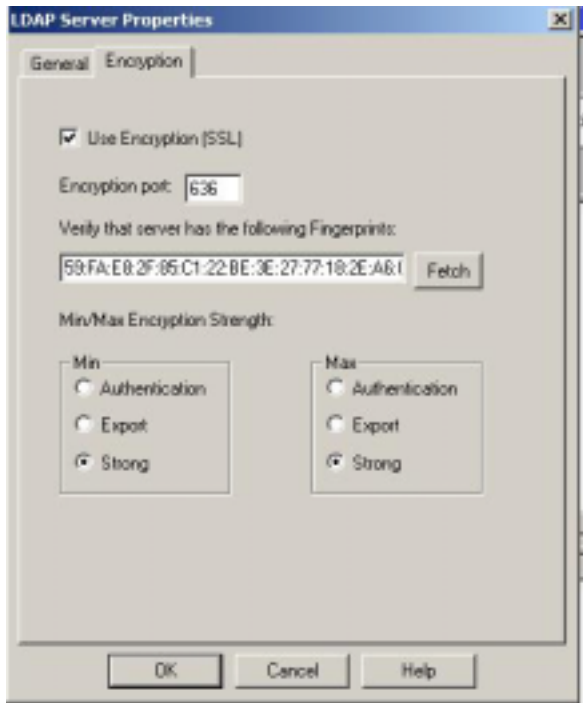 LDAP Server Properties
General Encryption
Use Encryption (SSL)
Encryption port: 636
Verify that server has the following Fingerprints:
59:FA:E8:2F:85:C1:22:BE:3E:27:77:18:2E:A6:( Fetch
Min/Max Encryption Strength:
Min Max
Authentication Authentication
Export Export
Strong Strong
OK Cancel Help